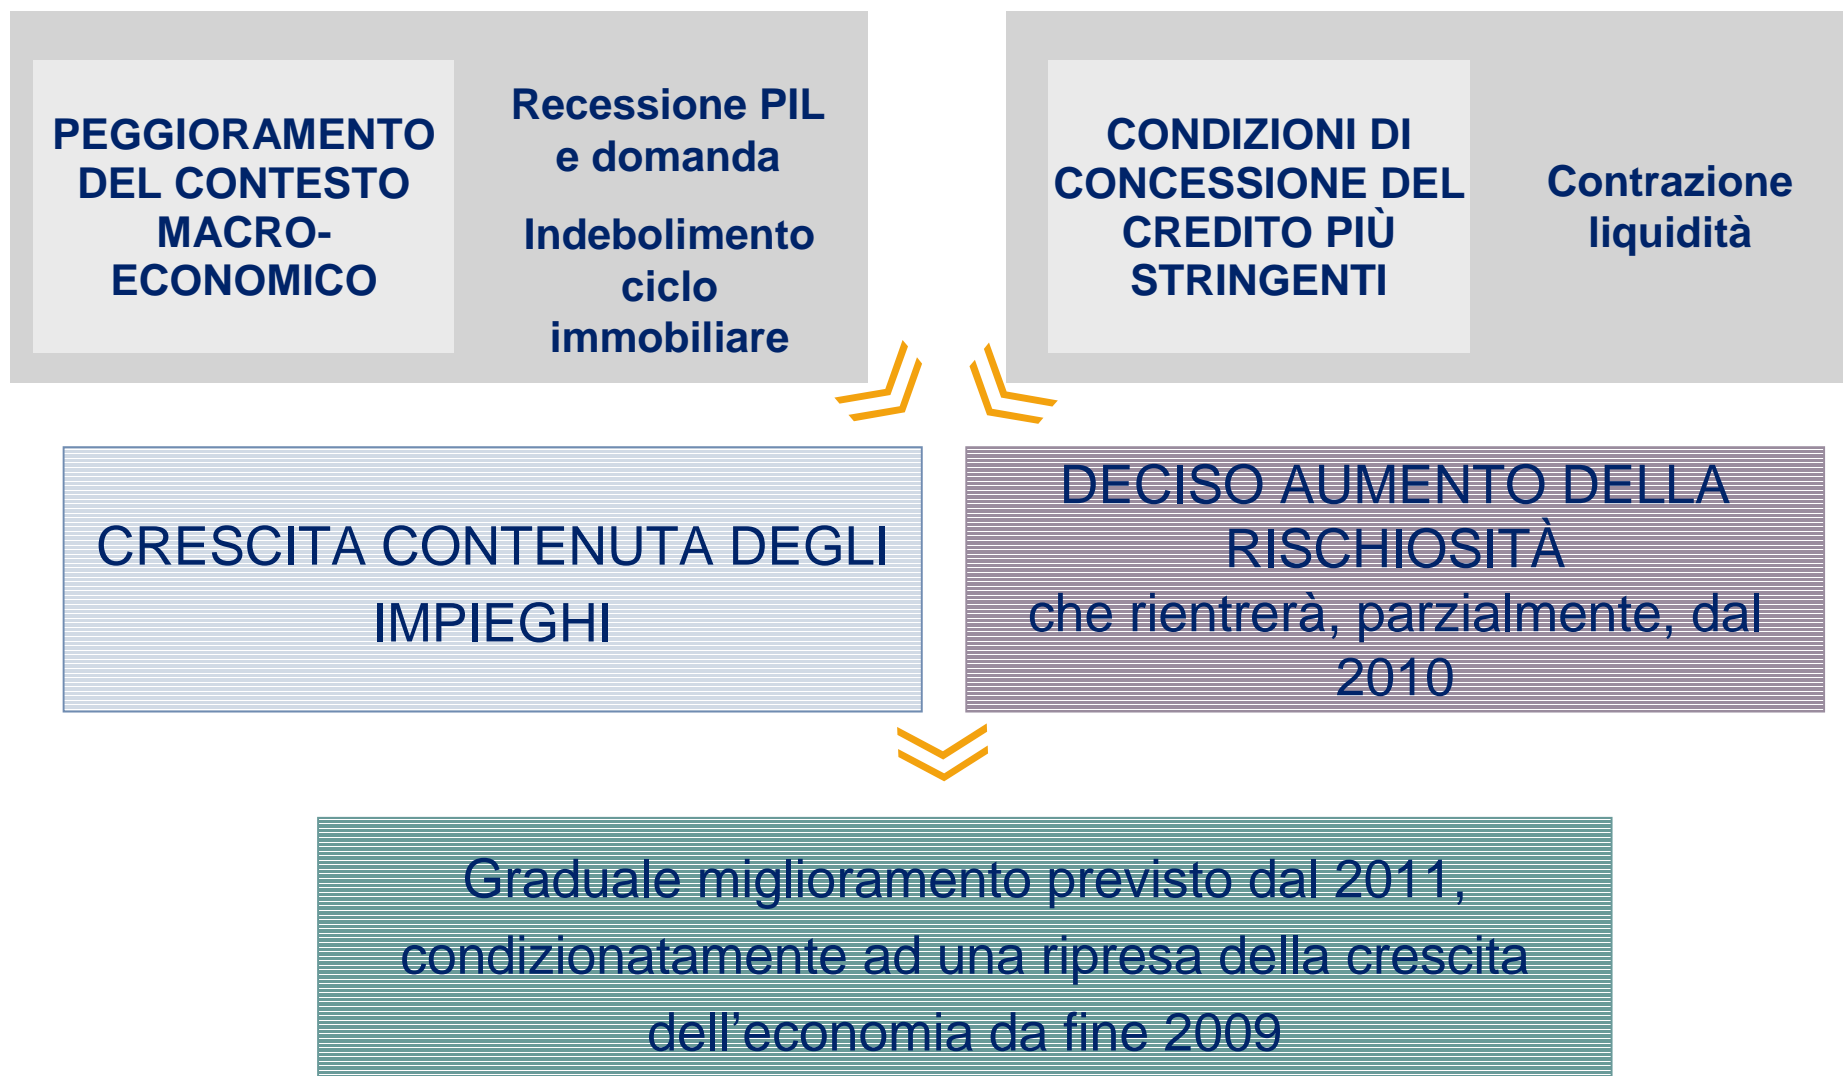 PEGGIORAMENTO
DEL CONTESTO
MACRO-
ECONOMICO
Recessione PIL
e domanda
Indebolimento
ciclo
immobiliare
CONDIZIONI DI
CONCESSIONE DEL
CREDITO PIÙ
STRINGENTI
Contrazione
liquidità
CRESCITA CONTENUTA DEGLI
IMPIEGHI
DECISO AUMENTO DELLA
RISCHIOSITÀ
che rientrerà, parzialmente, dal
2010
Graduale miglioramento previsto dal 2011,
condizionatamente ad una ripresa della crescita
dell’economia da fine 2009